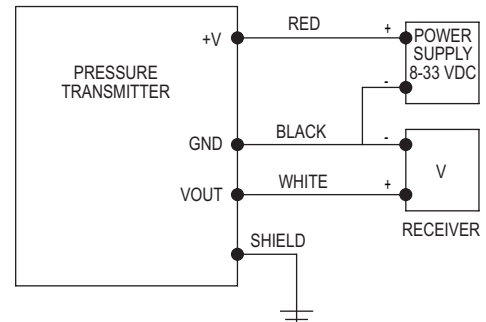 RED
+V
+
POWER
SUPPLY
8-33 VDC
PRESSURE
TRANSMITTER
-
BLACK
GND
-
V
WHITE
VOUT
+
RECEIVER
SHIELD